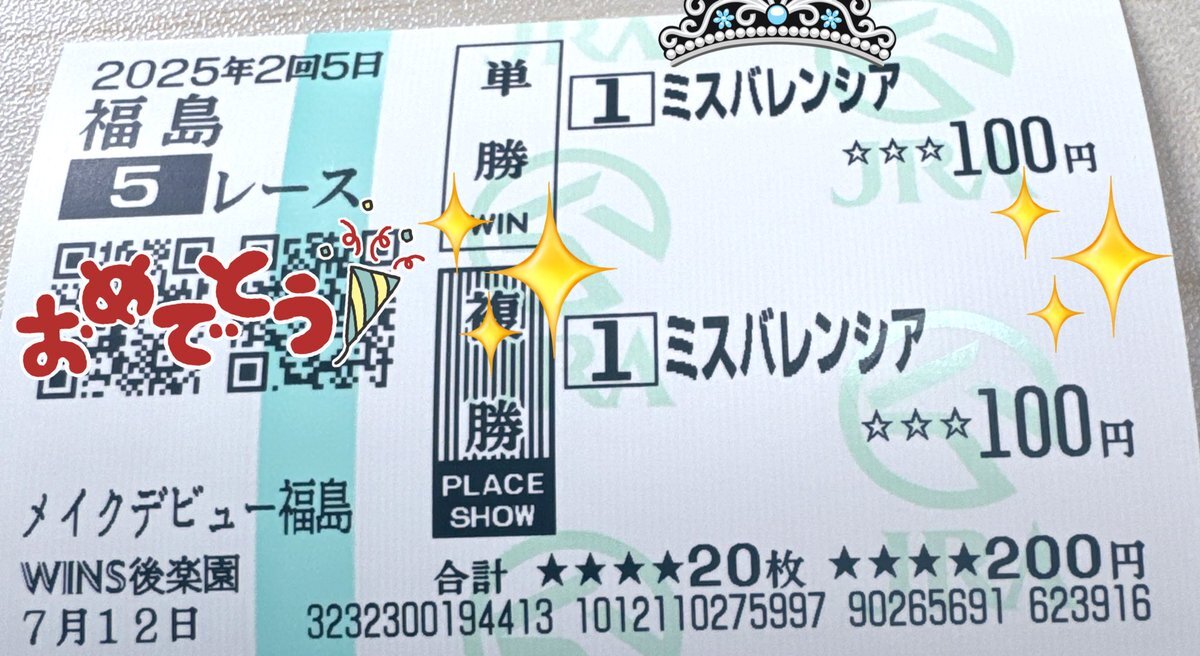 2025年2回5日
福島
5レース
おめでとう
メイクデビュー福島
WINS後楽園
7月12日
単勝
WIN
1 ミスバレンシア
☆☆☆100円
複勝
PLACE
SHOW
1 ミスバレンシア
☆☆☆100円
合計 ★★★★20枚 ★★★★200円
3232300194413 1012110275997 90265691 623916
JRA
JRA
JRA
JRA